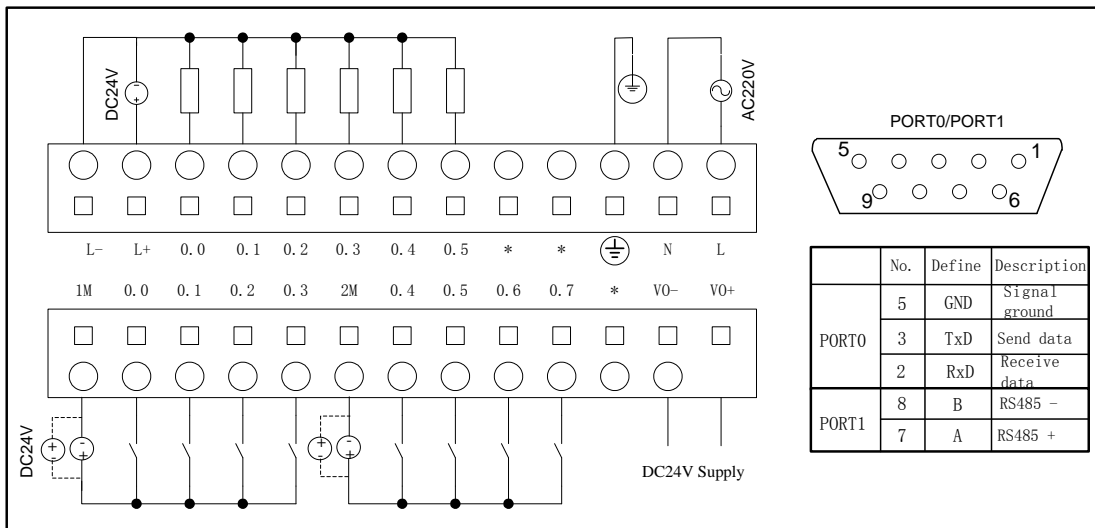 DC24V
AC220V
L- L+ 0.0 0.1 0.2 0.3 0.4 0.5 * * N L
1M 0.0 0.1 0.2 0.3 2M 0.4 0.5 0.6 0.7 * VO- VO+
DC24V
DC24V
DC24V Supply
PORT0/PORT1
5 1
9 6
No. Define Description
PORT0
5 GND Signal ground
3 TxD Send data
2 RxD Receive data
PORT1
8 B RS485 -
7 A RS485 +